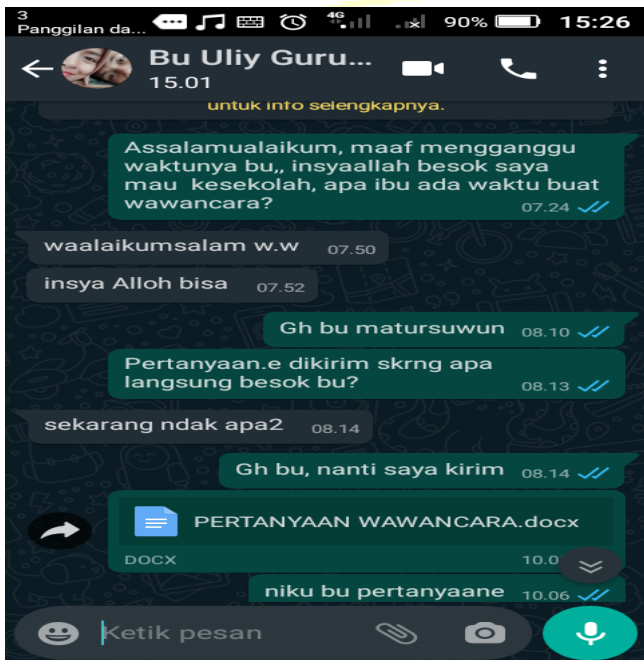 3
Panggilan da...
4G
90%
15:26
Bu Uliy Guru...
15.01
untuk info selengkapnya.
Assalamualaikum, maaf mengganggu
waktunya bu,, insyaallah besok saya
mau kesekolah, apa ibu ada waktu buat
wawancara?
07.24
waalaikumsalam w.w 07.50
insya Alloh bisa 07.52
Gh bu matursuwun 08.10
Pertanyaan.e dikirim skrng apa
langsung besok bu?
08.13
sekarang ndak apa2 08.14
Gh bu, nanti saya kirim 08.14
PERTANYAAN WAWANCARA.docx
DOCX 10.0
niku bu pertanyaane 10.06
Ketik pesan